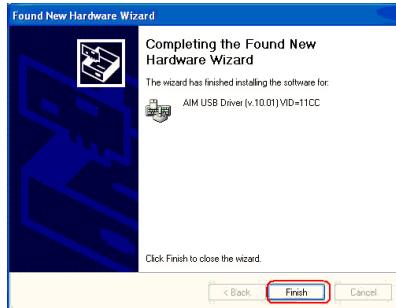 Found New Hardware Wizard
Completing the Found New
Hardware Wizard
The wizard has finished installing the software for:
AIM USB Driver (v.10.01) VID=11CC
Click Finish to close the wizard.
< Back
Finish
Cancel